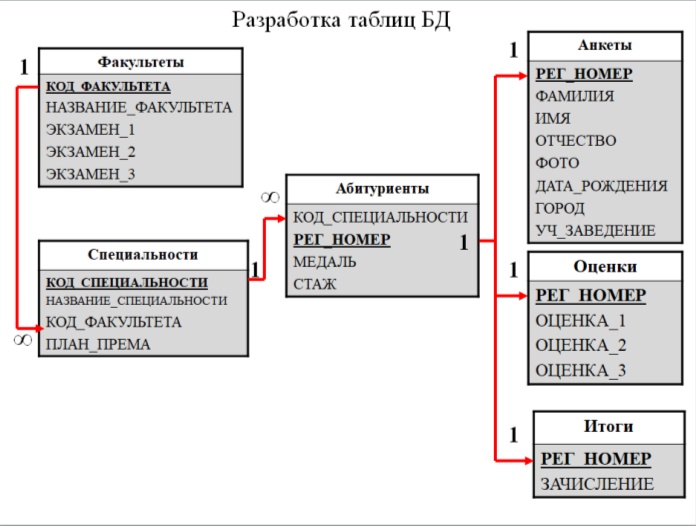 Разработка таблиц БД
1
Факультеты
КОД_ФАКУЛЬТЕТА
НАЗВАНИЕ_ФАКУЛЬТЕТА
ЭКЗАМЕН_1
ЭКЗАМЕН_2
ЭКЗАМЕН_3
Специальности
КОД_СПЕЦИАЛЬНОСТИ
НАЗВАНИЕ_СПЕЦИАЛЬНОСТИ
КОД_ФАКУЛЬТЕТА
ПЛАН_ПРЕМА
∞
1
∞
Абитуриенты
КОД_СПЕЦИАЛЬНОСТИ
РЕГ_НОМЕР
МЕДАЛЬ
СТАЖ
1
1
Анкеты
РЕГ_НОМЕР
ФАМИЛИЯ
ИМЯ
ОТЧЕСТВО
ФОТО
ДАТА_РОЖДЕНИЯ
ГОРОД
УЧ_ЗАВЕДЕНИЕ
1
Оценки
РЕГ_НОМЕР
ОЦЕНКА_1
ОЦЕНКА_2
ОЦЕНКА_3
1
Итоги
РЕГ_НОМЕР
ЗАЧИСЛЕНИЕ